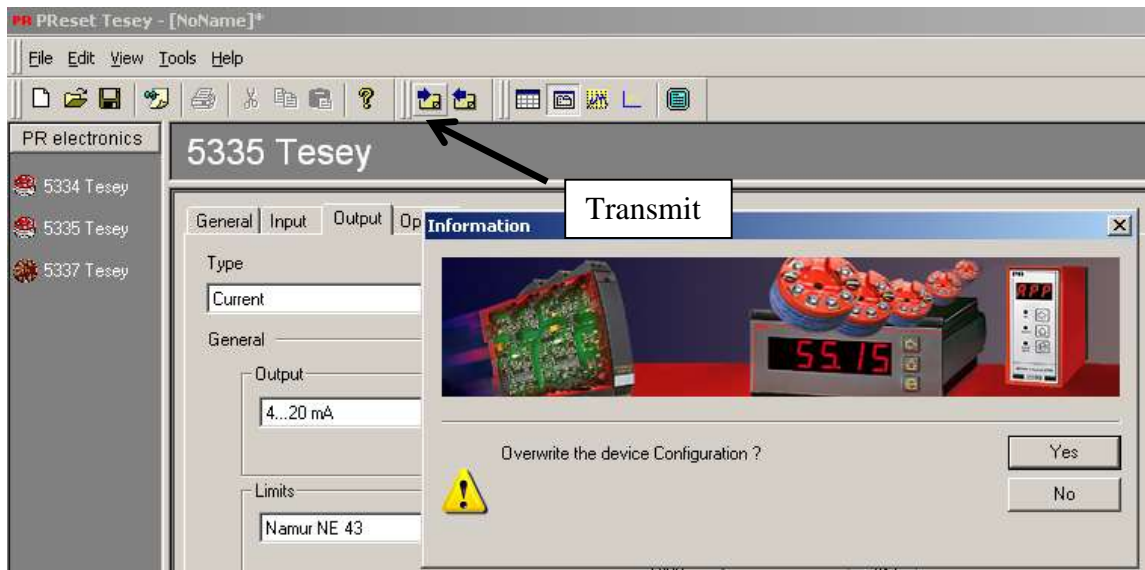 PR PReset Tesey - [NoName]*
File Edit View Tools Help
PR electronics
5335 Tesey
5334 Tesey
5335 Tesey
5337 Tesey
Transmit
General Input Output Op
Information
Type
Current
General
Output
4...20 mA
Limits
Namur NE 43
55.15
Overwrite the device Configuration ?
Yes
No